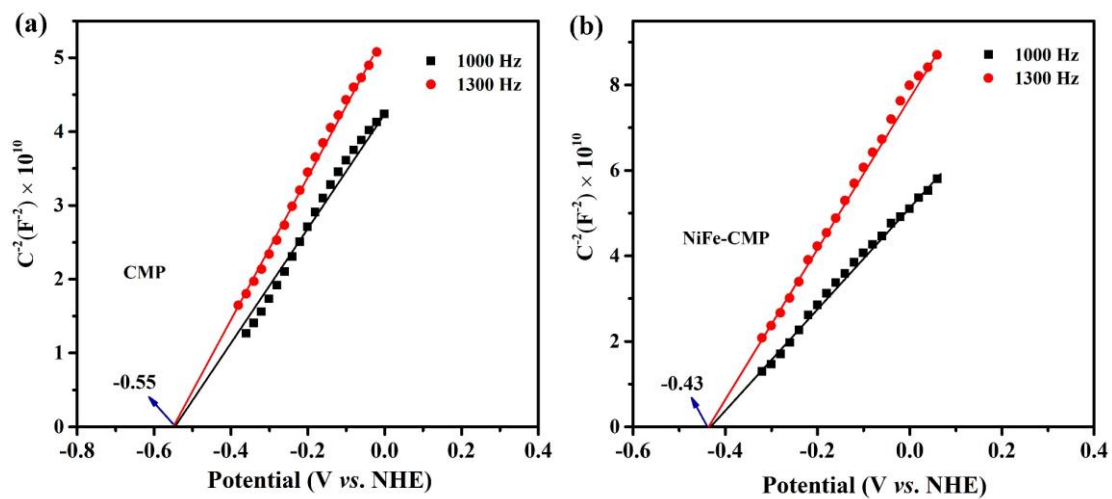 (a)
1000 Hz
1300 Hz
CMP
-0.55
C⁻²(F⁻²) × 10¹⁰
5
4
3
2
1
0
-0.8 -0.6 -0.4 -0.2 0.0 0.2 0.4
Potential (V vs. NHE)
(b)
1000 Hz
1300 Hz
NiFe-CMP
-0.43
C⁻²(F⁻²) × 10¹⁰
8
6
4
2
0
-0.6 -0.4 -0.2 0.0 0.2 0.4
Potential (V vs. NHE)